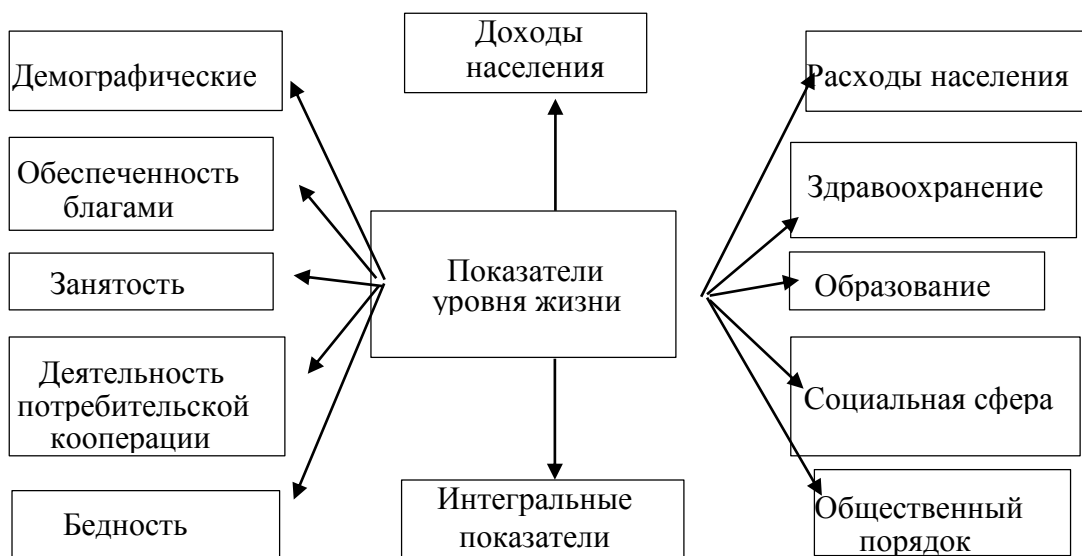 Доходы
населения
Демографические
Расходы населения
Обеспеченность
благами
Здравоохранение
Показатели
уровня жизни
Занятость
Образование
Деятельность
потребительской
кооперации
Социальная сфера
Бедность
Интегральные
показатели
Общественный
порядок